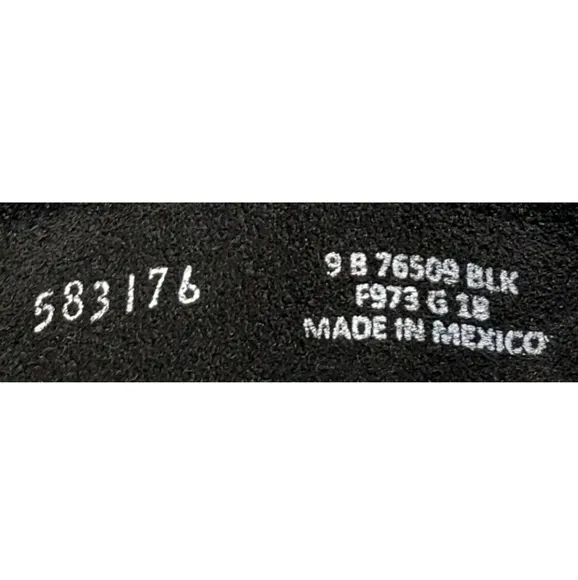 583176
9 B 76509 BLK
F973 G 18
MADE IN MEXICO